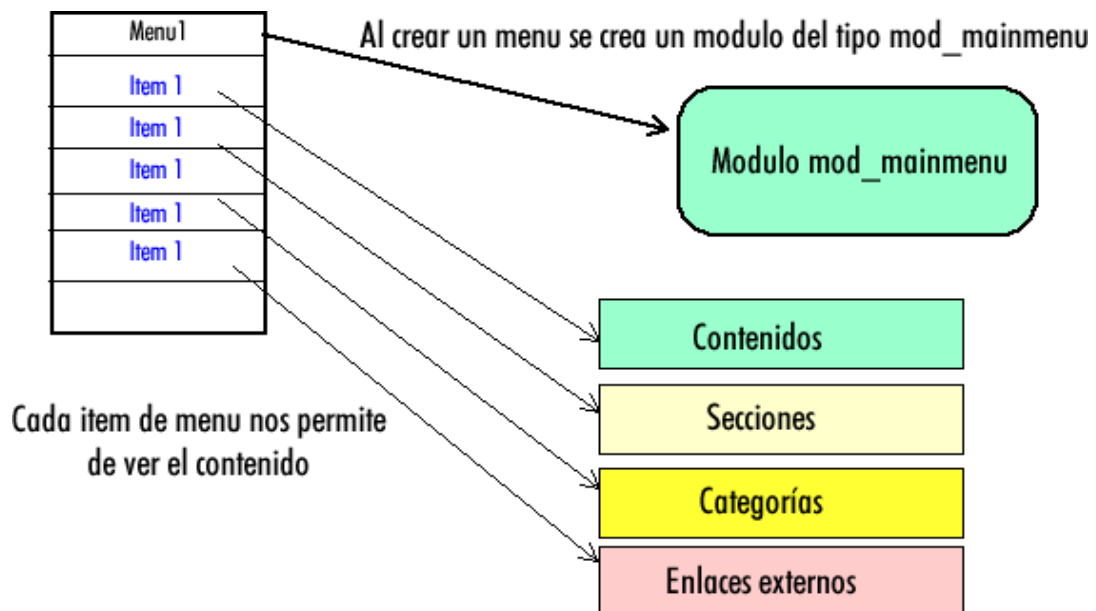 Menu1
Al crear un menu se crea un modulo del tipo mod_mainmenu
Item 1
Item 1
Item 1
Item 1
Item 1
Modulo mod_mainmenu
Contenidos
Secciones
Categorías
Enlaces externos
Cada item de menu nos permite
de ver el contenido